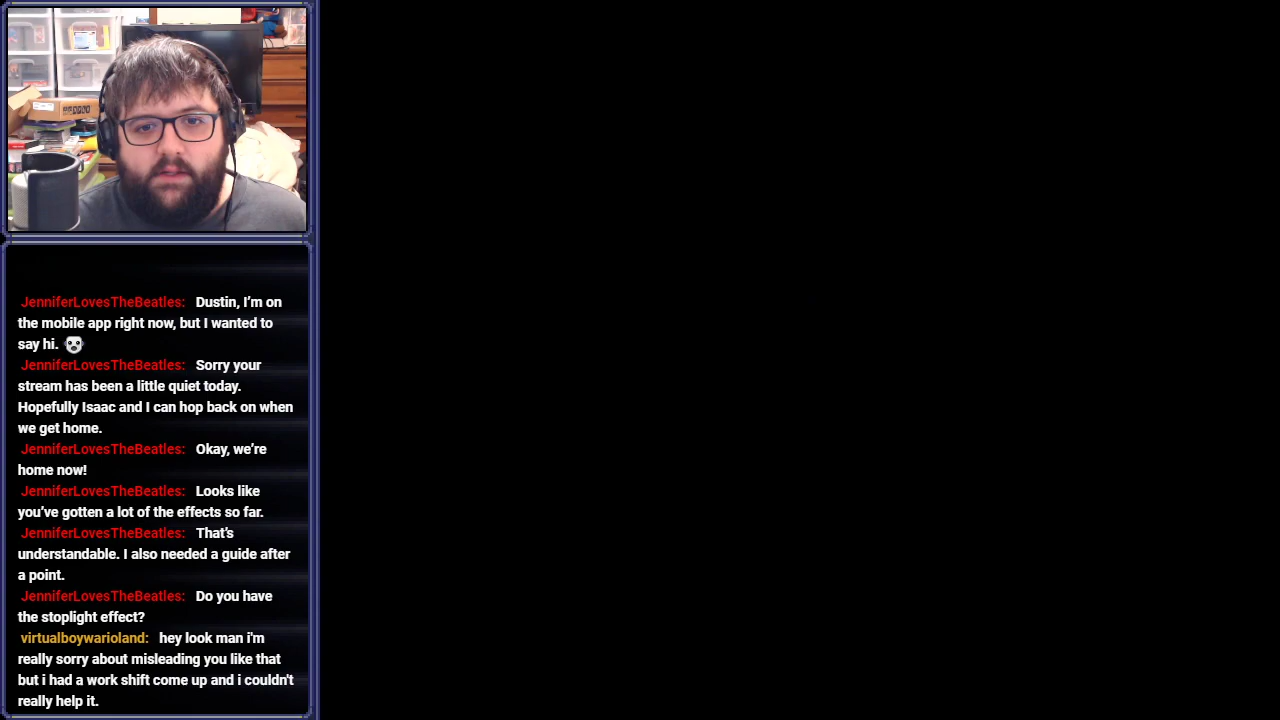 JenniferLovesTheBeatles: Dustin, I’m on
the mobile app right now, but I wanted to
say hi.
JenniferLovesTheBeatles: Sorry your
stream has been a little quiet today.
Hopefully Isaac and I can hop back on when
we get home.
JenniferLovesTheBeatles: Okay, we’re
home now!
JenniferLovesTheBeatles: Looks like
you’ve gotten a lot of the effects so far.
JenniferLovesTheBeatles: That’s
understandable. I also needed a guide after
a point.
JenniferLovesTheBeatles: Do you have
the stoplight effect?
virtualboywarioland: hey look man i'm
really sorry about misleading you like that
but i had a work shift come up and i couldn't
really help it.